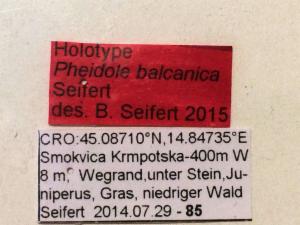 Holotype
Pheidole balcanica
Seifert
des. B. Seifert 2015
CRO:45.08710°N,14.84735°E
Smokvica Krmpotska-400m W
8 m, Wegrand,unter Stein,Ju-
niperus, Gras, niedriger Wald
Seifert 2014.07.29 - 85